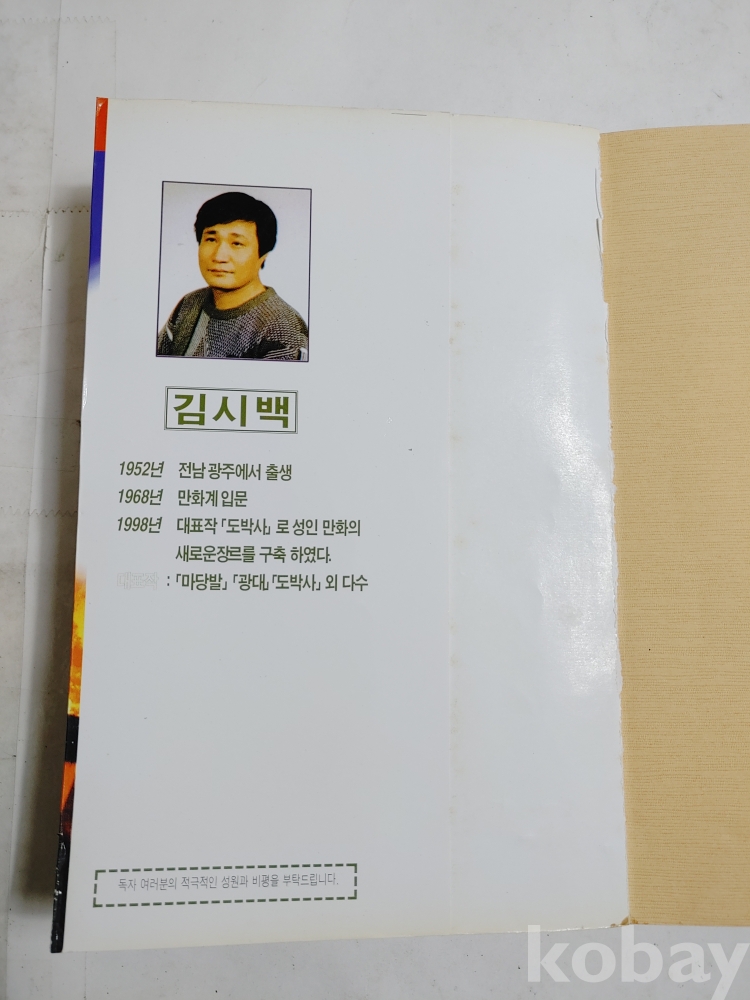 김시백
1952년 전남 광주에서 출생
1968년 만화계 입문
1998년 대표작 「도박사」 로 성인 만화의
새로운장르를 구축 하였다.
대표작 : 「마당발」 「광대」 「도박사」 외 다수
독자 여러분의 적극적인 성원과 비평을 부탁드립니다.
kobay